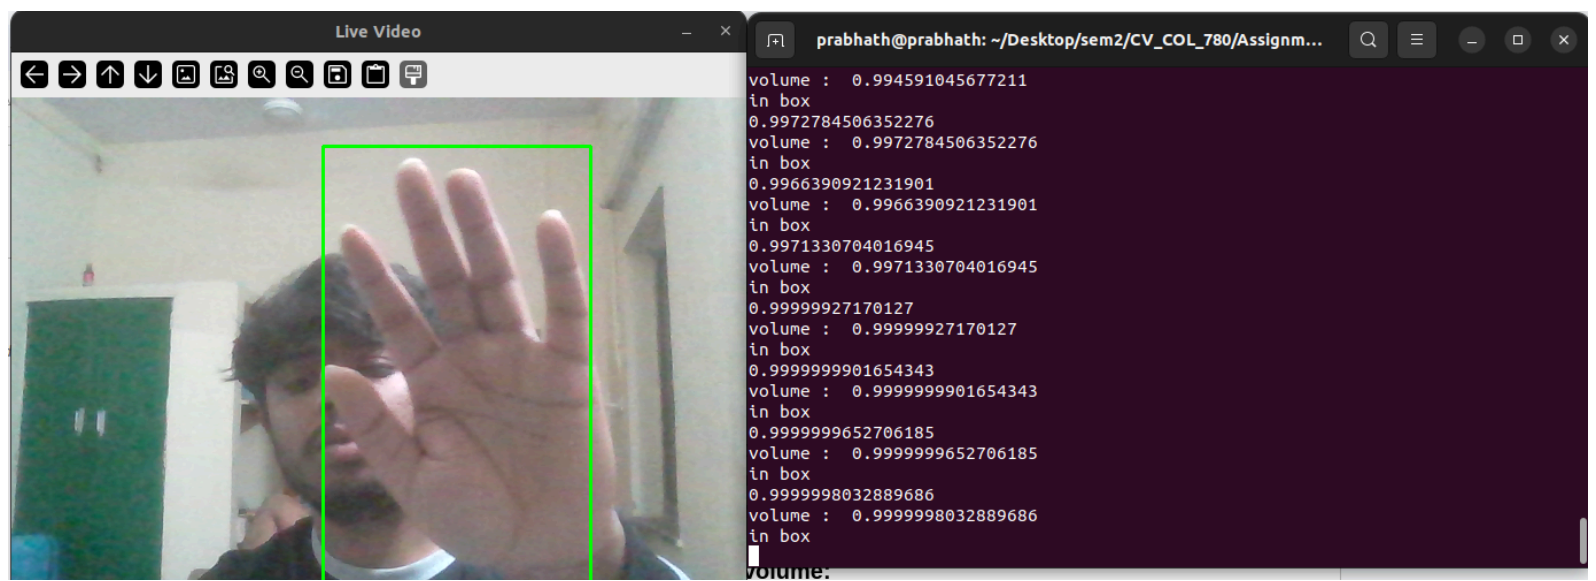 Live Video
prabhath@prabhath: ~/Desktop/sem2/CV_COL_780/Assignm...
volume :  0.994591045677211
in box
0.9972784506352276
volume :  0.9972784506352276
in box
0.9966390921231901
volume :  0.9966390921231901
in box
0.9971330704016945
volume :  0.9971330704016945
in box
0.99999927170127
volume :  0.99999927170127
in box
0.9999999901654343
volume :  0.9999999901654343
in box
0.9999999652706185
volume :  0.9999999652706185
in box
0.9999998032889686
volume :  0.9999998032889686
in box
volume: